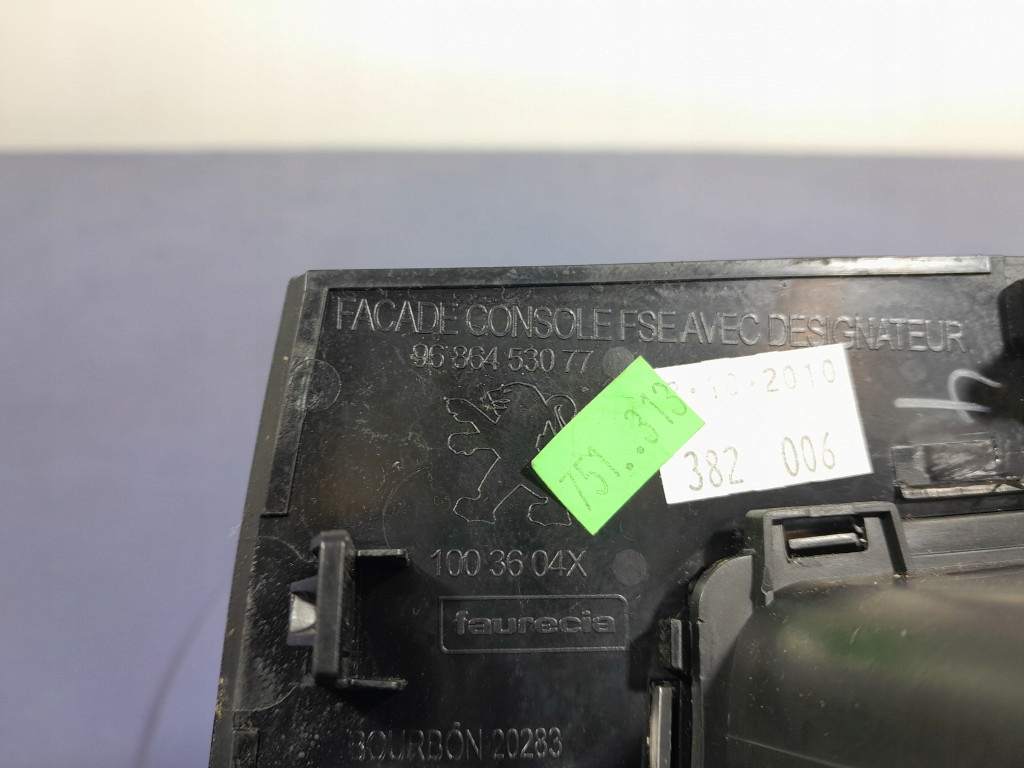 FACADE CONSOLE FSE AVEC DESIGNATEUR
96 864 530 77
10·2010
751..313
382 006
100 36 04X
faurecia
BOURBON 20283